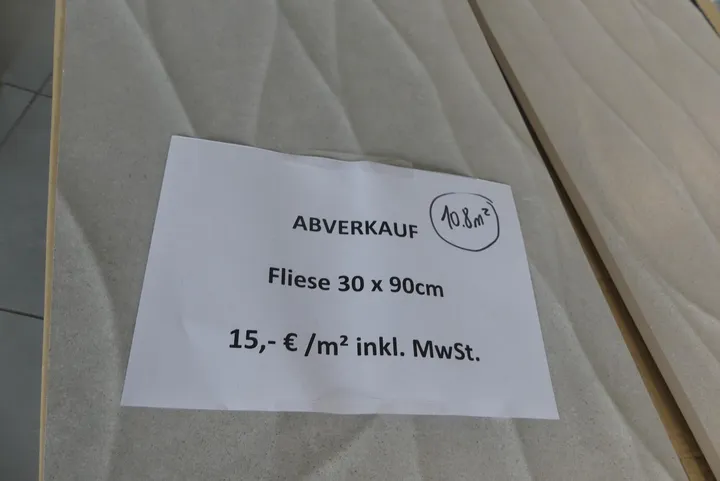 ABVERKAUF
10.8m²
Fliese 30 x 90cm
15,- € /m² inkl. MwSt.